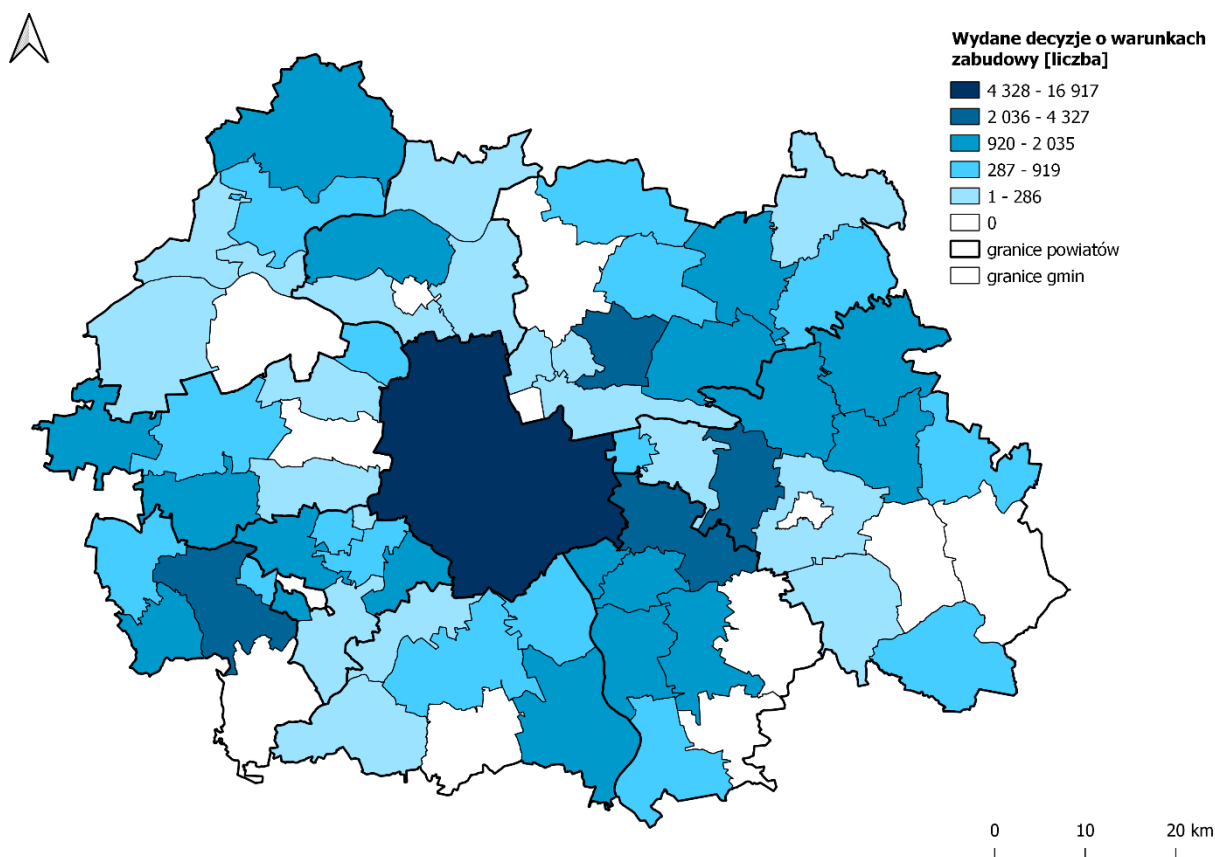 Wydane decyzje o warunkach
zabudowy [liczba]
4 328 - 16 917
2 036 - 4 327
920 - 2 035
287 - 919
1 - 286
0
granice powiatów
granice gmin
0 10 20 km